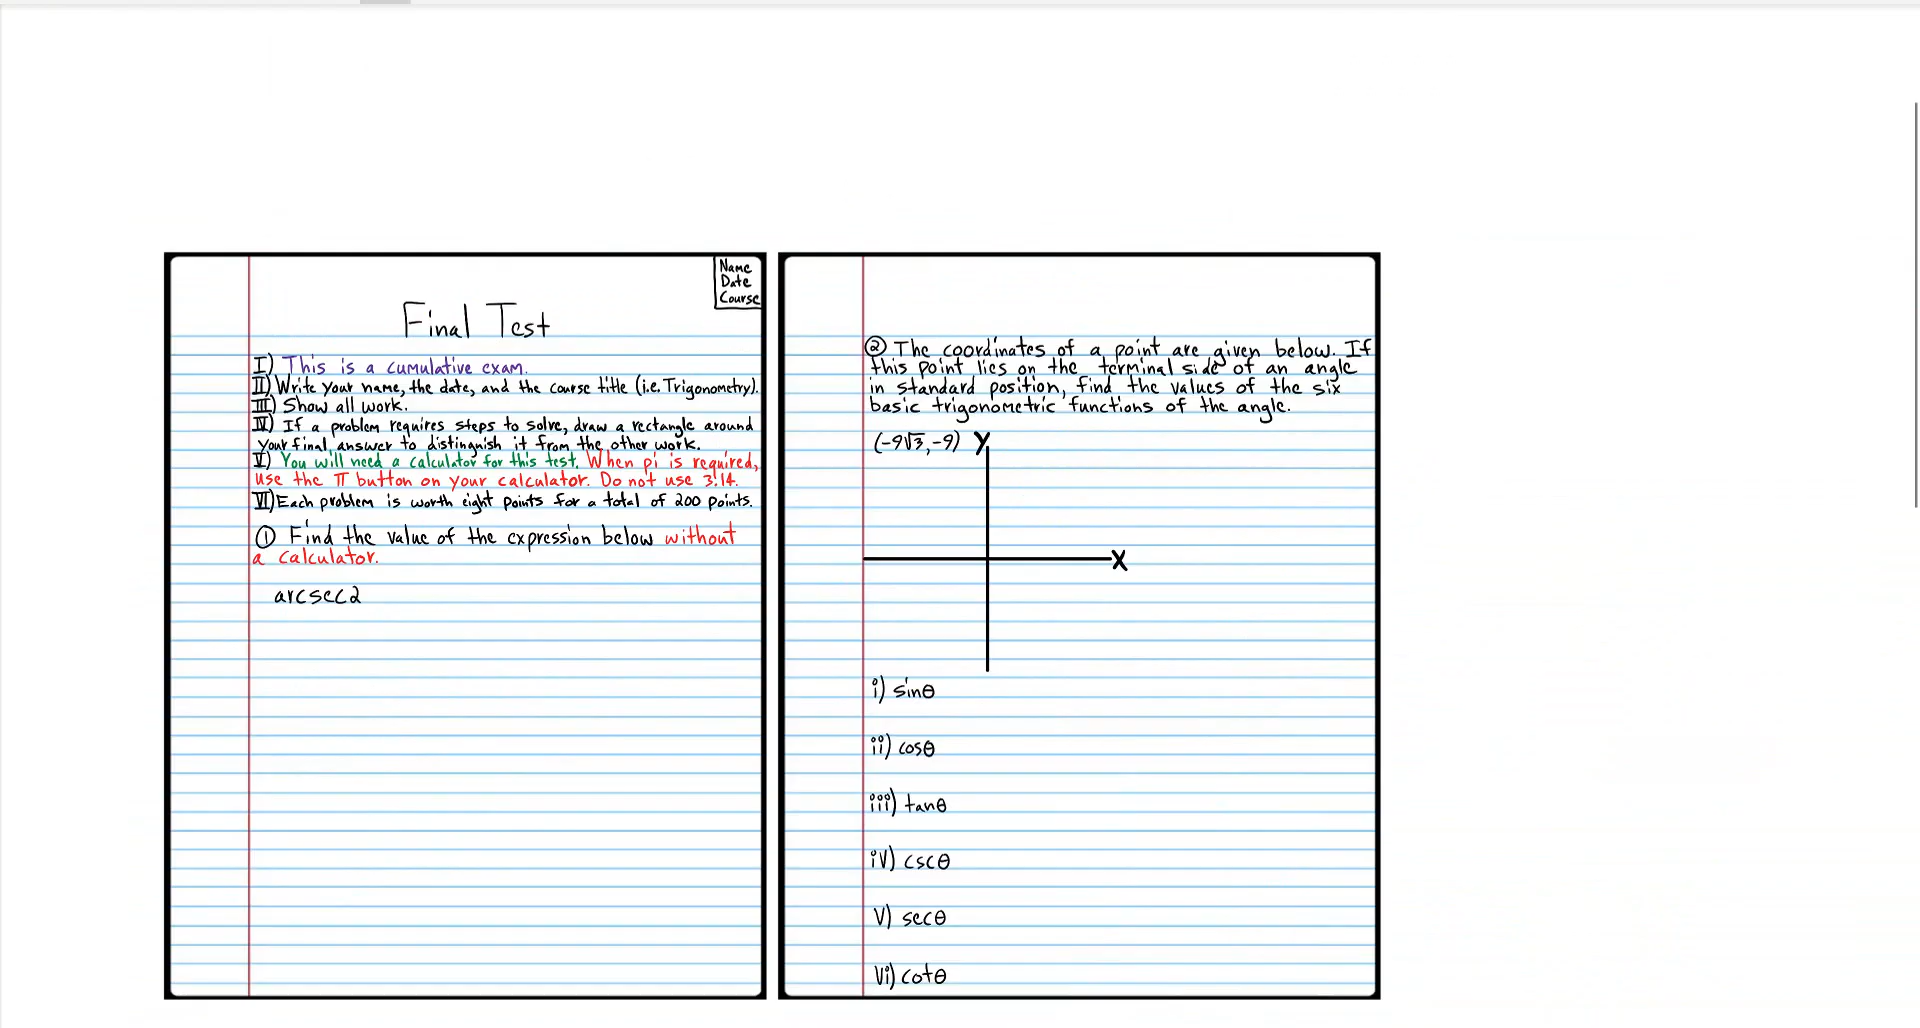 Name
Date
Course
Final Test
I) This is a cumulative exam.
II) Write your name, the date, and the course title (i.e. Trigonometry).
III) Show all work.
IV) If a problem requires steps to solve, draw a rectangle around
your final answer to distinguish it from the other work.
V) You will need a calculator for this test. When pi is required,
use the π button on your calculator. Do not use 3.14.
VI) Each problem is worth eight points for a total of 200 points.
① Find the value of the expression below without
a calculator.
arcsec2
② The coordinates of a point are given below. If
this point lies on the terminal side of an angle
in standard position, find the values of the six
basic trigonometric functions of the angle.
(-9√3,-9) Y
X
i) sinθ
ii) cosθ
iii) tanθ
iv) cscθ
v) secθ
vi) cotθ